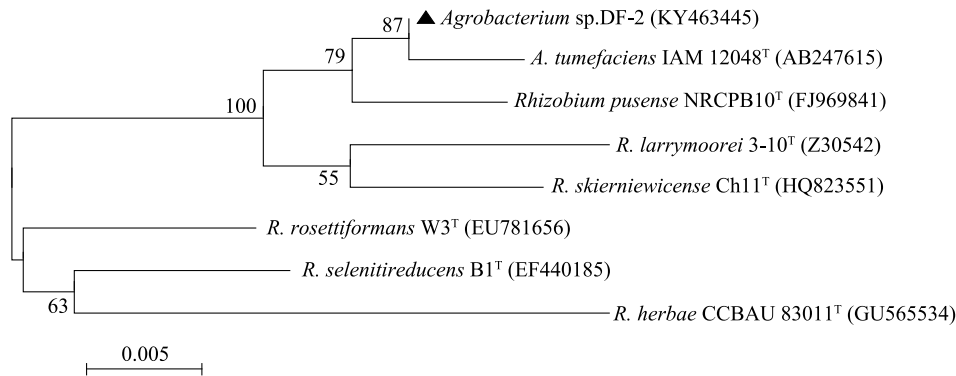 87 ▲ Agrobacterium sp.DF-2 (KY463445)
79 A. tumefaciens IAM 12048ᵀ (AB247615)
Rhizobium pusense NRCPB10ᵀ (FJ969841)
100
R. larrymoorei 3-10ᵀ (Z30542)
55 R. skierniewicense Ch11ᵀ (HQ823551)
R. rosettiformans W3ᵀ (EU781656)
R. selenitireducens B1ᵀ (EF440185)
63 R. herbae CCBAU 83011ᵀ (GU565534)
0.005